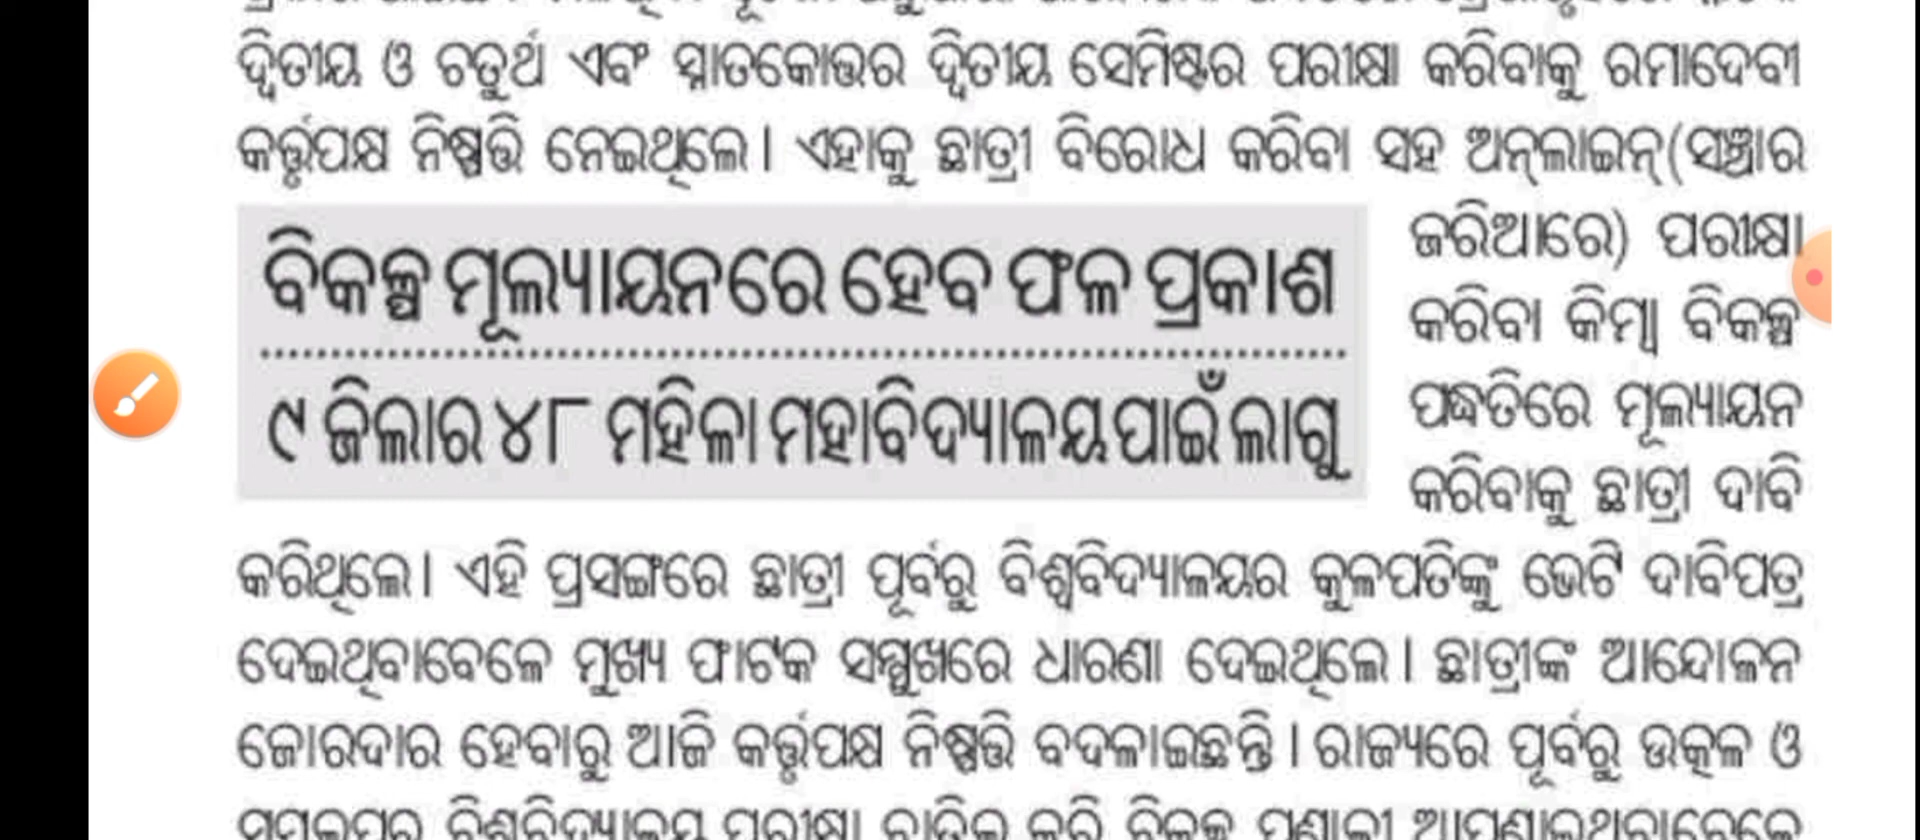 ଦ୍ୱିତୀୟ ଓ ଚତୁର୍ଥ ଏବଂ ସ୍ନାତକୋତ୍ତର ଦ୍ୱିତୀୟ ସେମିଷ୍ଟର ପରୀକ୍ଷା କରିବାକୁ ରମାଦେବୀ
କର୍ତ୍ତୃପକ୍ଷ ନିଷ୍ପତ୍ତି ନେଇଥିଲେ। ଏହାକୁ ଛାତ୍ରୀ ବିରୋଧ କରିବା ସହ ଅନ୍‌ଲାଇନ୍‌(ସଞ୍ଚାର
ବିକଳ୍ପ ମୂଲ୍ୟାୟନରେ ହେବ ଫଳ ପ୍ରକାଶ
୯ ଜିଲାର ୪୮ ମହିଳା ମହାବିଦ୍ୟାଳୟ ପାଇଁ ଲାଗୁ
ଜରିଆରେ) ପରୀକ୍ଷା
କରିବା କିମ୍ବା ବିକଳ୍ପ
ପଦ୍ଧତିରେ ମୂଲ୍ୟାୟନ
କରିବାକୁ ଛାତ୍ରୀ ଦାବି
କରିଥିଲେ। ଏହି ପ୍ରସଙ୍ଗରେ ଛାତ୍ରୀ ପୂର୍ବରୁ ବିଶ୍ୱବିଦ୍ୟାଳୟର କୁଳପତିଙ୍କୁ ଭେଟି ଦାବିପତ୍ର
ଦେଇଥିବାବେଳେ ମୁଖ୍ୟ ଫାଟକ ସମ୍ମୁଖରେ ଧାରଣା ଦେଇଥିଲେ। ଛାତ୍ରୀଙ୍କ ଆନ୍ଦୋଳନ
ଜୋରଦାର ହେବାରୁ ଆଜି କର୍ତ୍ତୃପକ୍ଷ ନିଷ୍ପତ୍ତି ବଦଳାଇଛନ୍ତି। ରାଜ୍ୟରେ ପୂର୍ବରୁ ଉତ୍କଳ ଓ